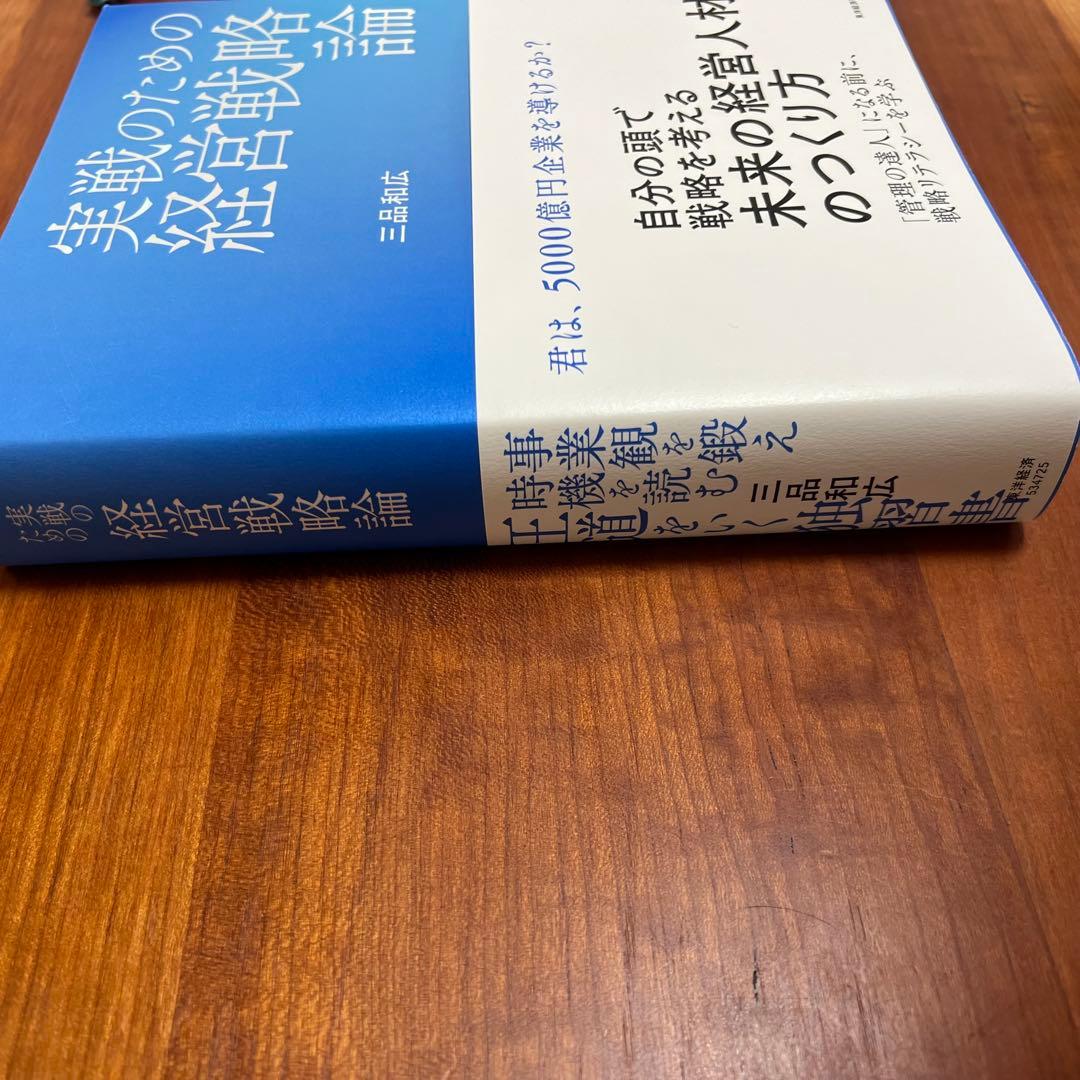 実戦のための
経営戦略論
三品和広
君は、5000億円企業を導けるか?
自分の頭で
戦略を考える
未来の経営人材
のつくり方
「管理の達人」になる前に、
戦略リテラシーを学ぶ
実戦の
ための
経営戦略論
事業観を鍛え
時機を読む
王道をいく独習書
三品和広
東洋経済
534725